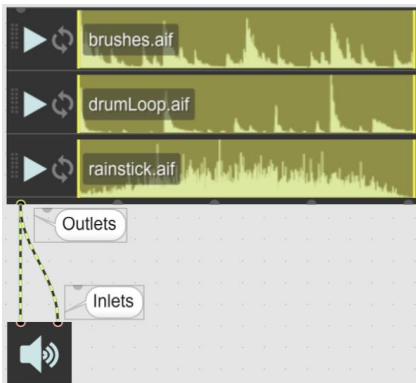 brushes.aif
drumLoop.aif
rainstick.aif
Outlets
Inlets